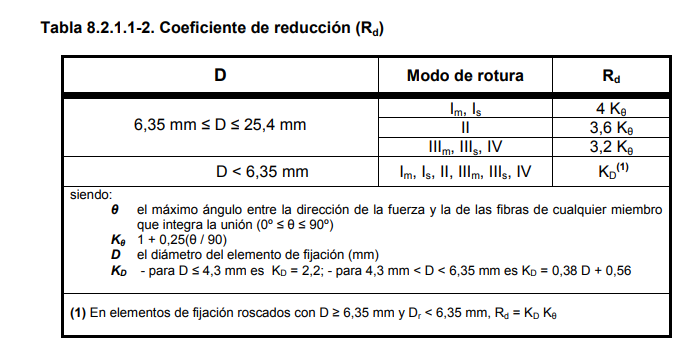 Tabla 8.2.1.1-2. Coeficiente de reducción (Rd)
D Modo de rotura Rd
6,35 mm ≤ D ≤ 25,4 mm
Im, Is 4 Kθ
II 3,6 Kθ
IIIm, IIIs, IV 3,2 Kθ
D < 6,35 mm Im, Is, II, IIIm, IIIs, IV KD(1)
siendo:
θ el máximo ángulo entre la dirección de la fuerza y la de las fibras de cualquier miembro
que integra la unión (0º ≤ θ ≤ 90º)
Kθ 1 + 0,25(θ / 90)
D el diámetro del elemento de fijación (mm)
KD - para D ≤ 4,3 mm es KD = 2,2; - para 4,3 mm < D < 6,35 mm es KD = 0,38 D + 0,56
(1) En elementos de fijación roscados con D ≥ 6,35 mm y Dr < 6,35 mm, Rd = KD Kθ